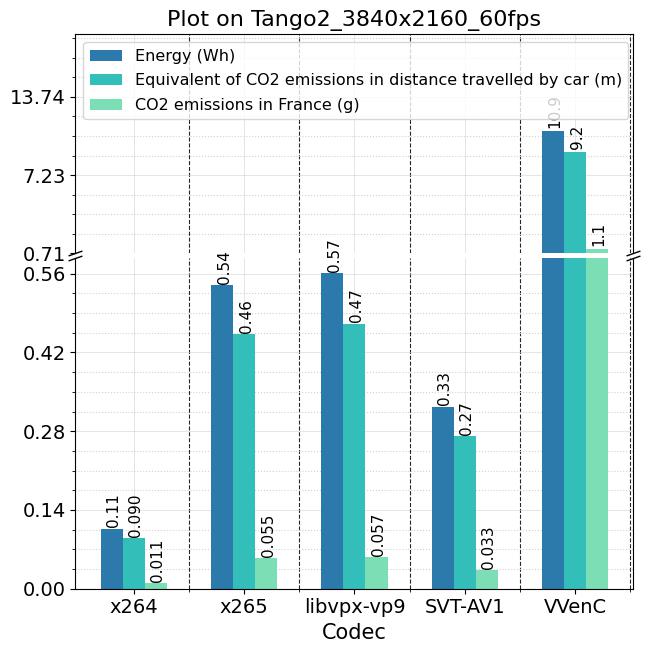 Plot on Tango2_3840x2160_60fps
Energy (Wh)
Equivalent of CO2 emissions in distance travelled by car (m)
CO2 emissions in France (g)
13.74
7.23
0.71
0.56
0.42
0.28
0.14
0.00
0.11
0.090
0.011
0.54
0.46
0.055
0.57
0.47
0.057
0.33
0.27
0.033
10.9
9.2
1.1
x264
x265
libvpx-vp9
SVT-AV1
VVenC
Codec